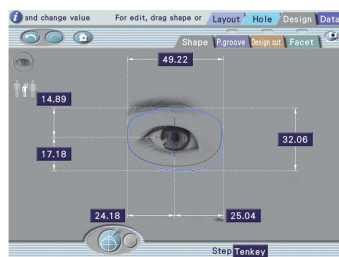 i and change value For edit, drag shape or Layout Hole Design Data
Shape P.groove Design cut Facet
49.22
14.89
32.06
17.18
24.18 25.04
Step Tenkey